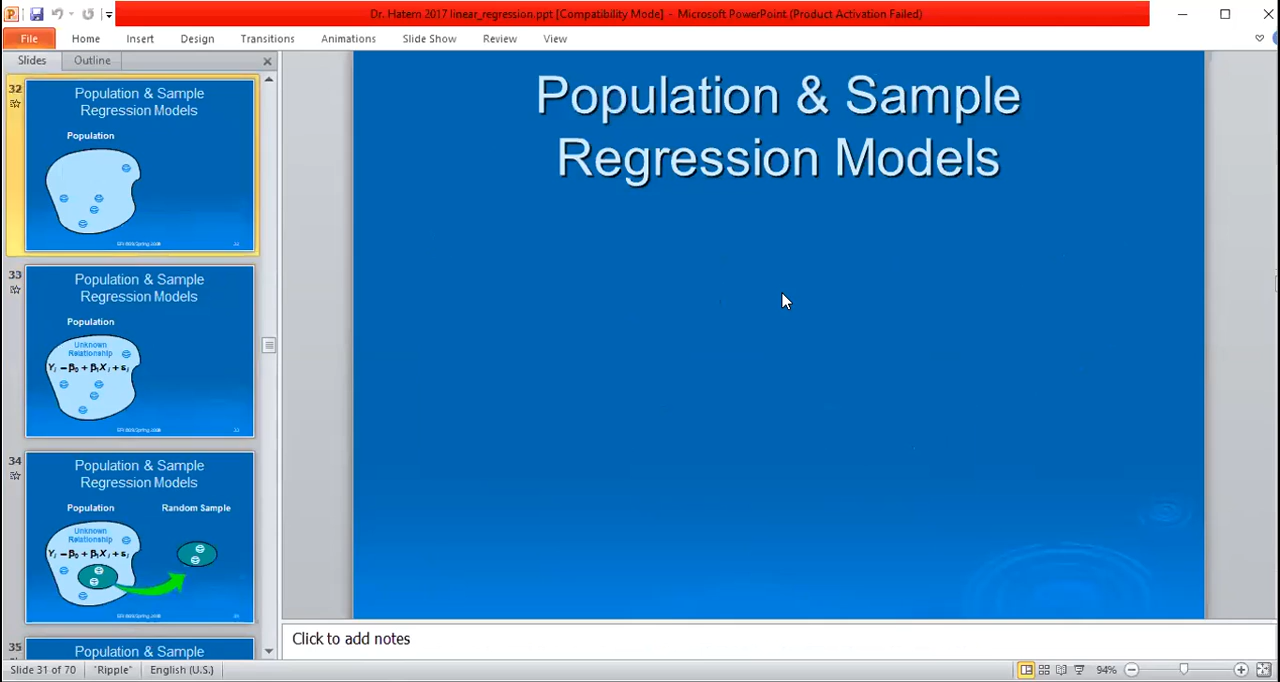 Dr. Hatem 2017 linear_regression.ppt [Compatibility Mode] - Microsoft PowerPoint (Product Activation Failed)
File Home Insert Design Transitions Animations Slide Show Review View
Slides Outline
32
Population & Sample
Regression Models
Population
33
Population & Sample
Regression Models
Population
Unknown
Relationship
34
Population & Sample
Regression Models
Population Random Sample
Unknown
Relationship
35
Population & Sample
Population & Sample
Regression Models
Click to add notes
Slide 31 of 70 "Ripple" English (U.S.) 94%